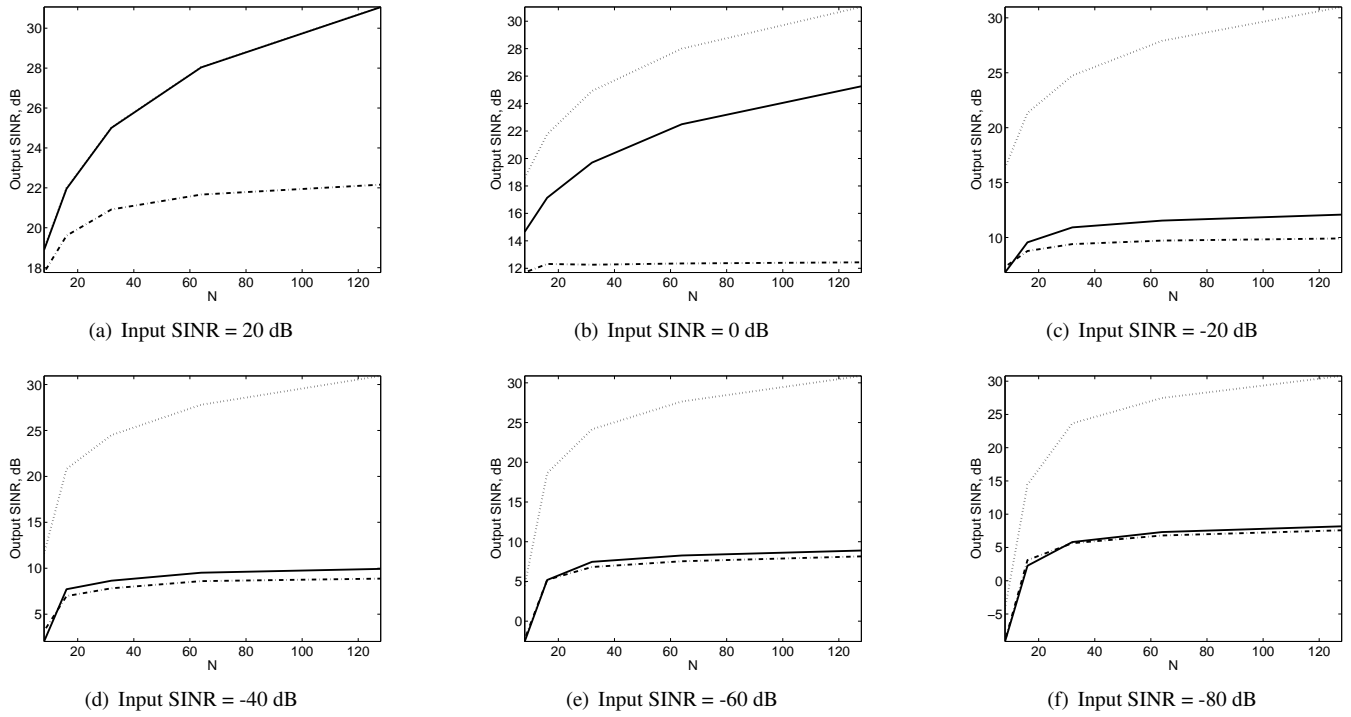 30
28
26
24
22
20
18
Output SINR, dB
20 40 60 80 100 120
N
(a) Input SINR = 20 dB
30
28
26
24
22
20
18
16
14
12
Output SINR, dB
20 40 60 80 100 120
N
(b) Input SINR = 0 dB
30
25
20
15
10
Output SINR, dB
20 40 60 80 100 120
N
(c) Input SINR = -20 dB
30
25
20
15
10
5
Output SINR, dB
20 40 60 80 100 120
N
(d) Input SINR = -40 dB
30
25
20
15
10
5
0
Output SINR, dB
20 40 60 80 100 120
N
(e) Input SINR = -60 dB
30
25
20
15
10
5
0
−5
Output SINR, dB
20 40 60 80 100 120
N
(f) Input SINR = -80 dB